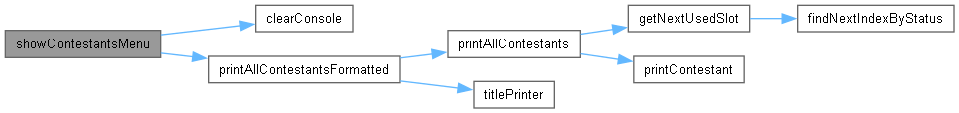 showContestantsMenu
clearConsole
printAllContestantsFormatted
printAllContestants
titlePrinter
getNextUsedSlot
printContestant
findNextIndexByStatus